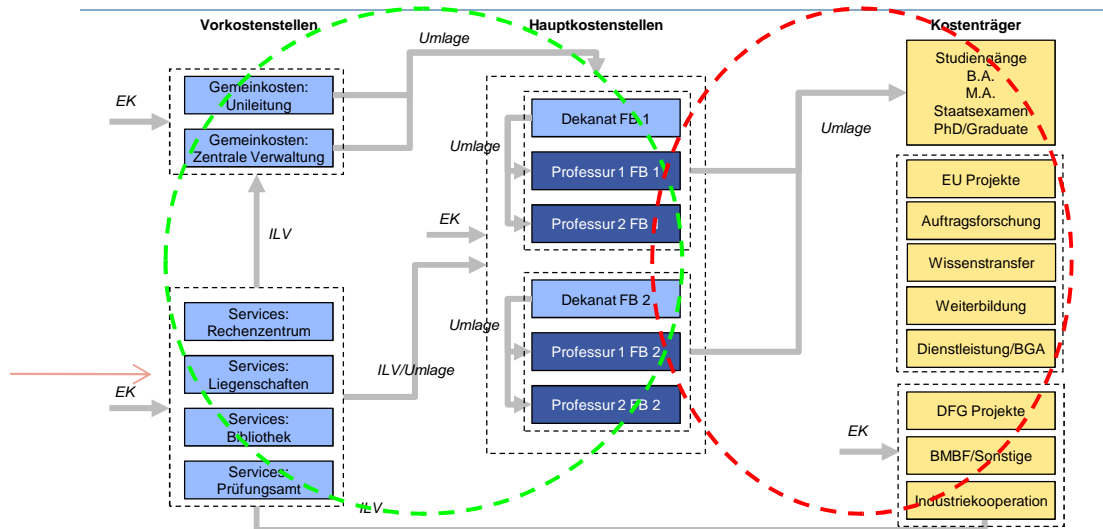 Vorkostenstellen
Hauptkostenstellen
Kostenträger
Umlage
EK
Gemeinkosten:
Unileitung
Gemeinkosten:
Zentrale Verwaltung
ILV
EK
Services:
Rechenzentrum
Services:
Liegenschaften
Services:
Bibliothek
Services:
Prüfungsamt
ILV/Umlage
ILV
EK
Dekanat FB 1
Umlage
Professur 1 FB 1
Professur 2 FB 1
Dekanat FB 2
Umlage
Professur 1 FB 2
Professur 2 FB 2
Umlage
Studiengänge
B.A.
M.A.
Staatsexamen
PhD/Graduate
EU Projekte
Auftragsforschung
Wissenstransfer
Weiterbildung
Dienstleistung/BGA
EK
DFG Projekte
BMBF/Sonstige
Industriekooperation